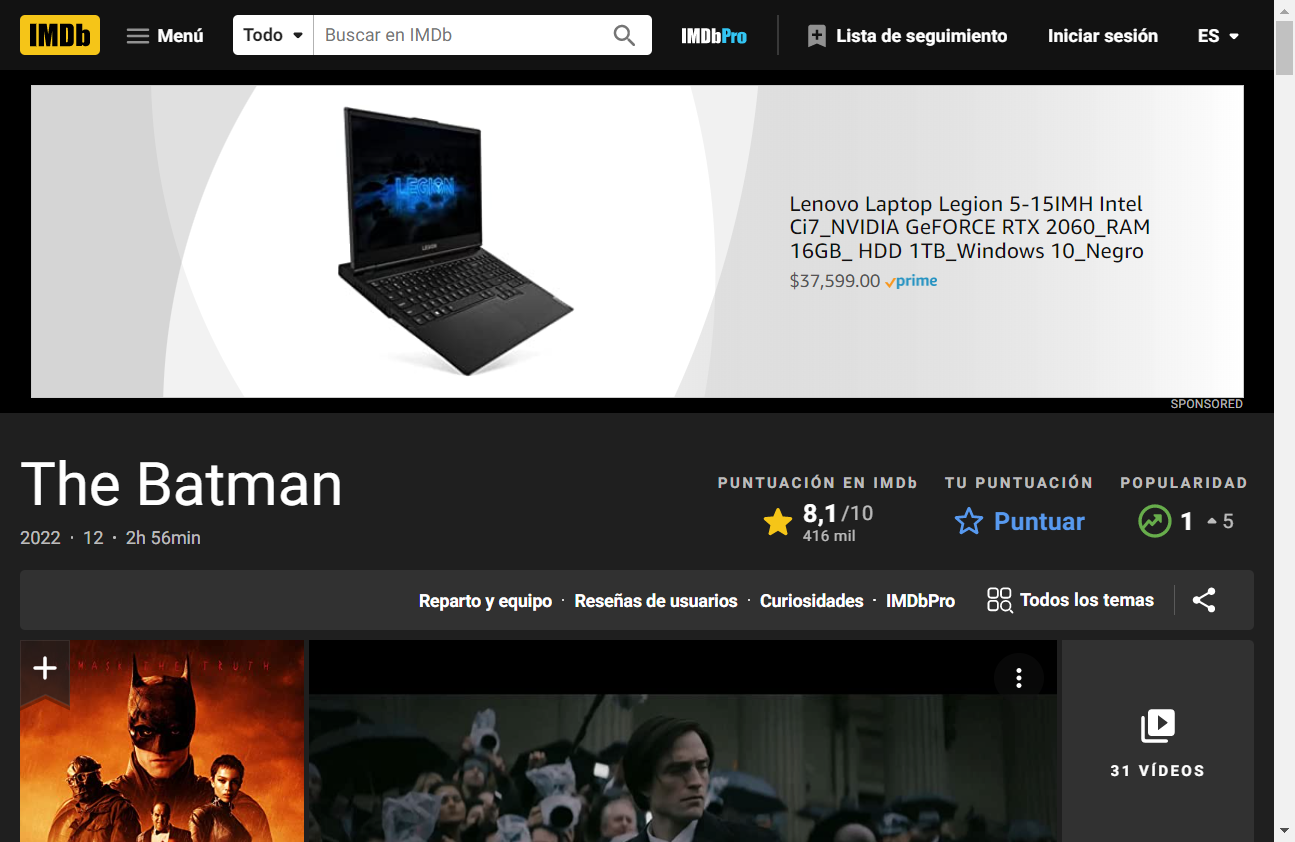 IMDb Menú Todo Buscar en IMDb IMDbPro Lista de seguimiento Iniciar sesión ES
LEGION
LEGION
Lenovo Laptop Legion 5-15IMH Intel
Ci7_NVIDIA GeFORCE RTX 2060_RAM
16GB_ HDD 1TB_Windows 10_Negro
$37,599.00 prime
SPONSORED
The Batman
2022 · 12 · 2h 56min
PUNTUACIÓN EN IMDb
8,1/10
416 mil
TU PUNTUACIÓN
Puntuar
POPULARIDAD
1 5
Reparto y equipo · Reseñas de usuarios · Curiosidades · IMDbPro Todos los temas
MASK THE TRUTH
31 VÍDEOS